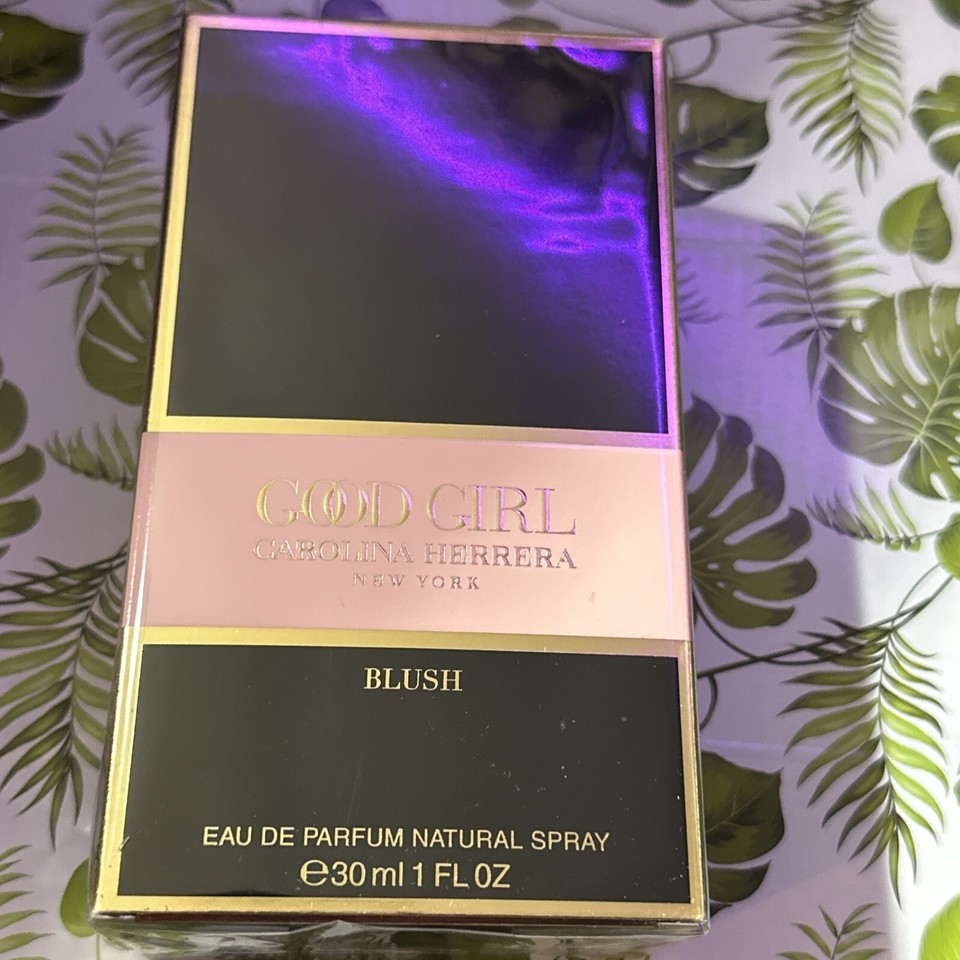 GOOD GIRL
CAROLINA HERRERA
NEW YORK
BLUSH
EAU DE PARFUM NATURAL SPRAY
℮30 ml 1 FL OZ